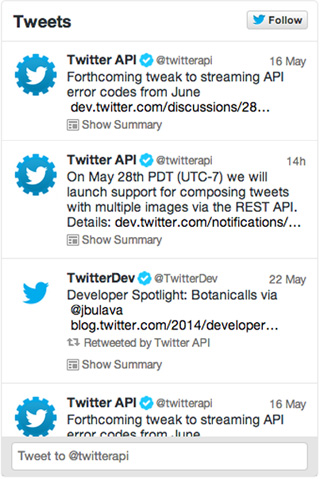 Tweets
Follow
Twitter API @twitterapi 16 May
Forthcoming tweak to streaming API
error codes from June
dev.twitter.com/discussions/28…
Show Summary
Twitter API @twitterapi 14h
On May 28th PDT (UTC-7) we will
launch support for composing tweets
with multiple images via the REST API.
Details: dev.twitter.com/notifications/…
Show Summary
TwitterDev @TwitterDev 22 May
Developer Spotlight: Botanicalls via
@jbulava
blog.twitter.com/2014/developer…
Retweeted by Twitter API
Show Summary
Twitter API @twitterapi 16 May
Forthcoming tweak to streaming API
error codes from June
Tweet to @twitterapi